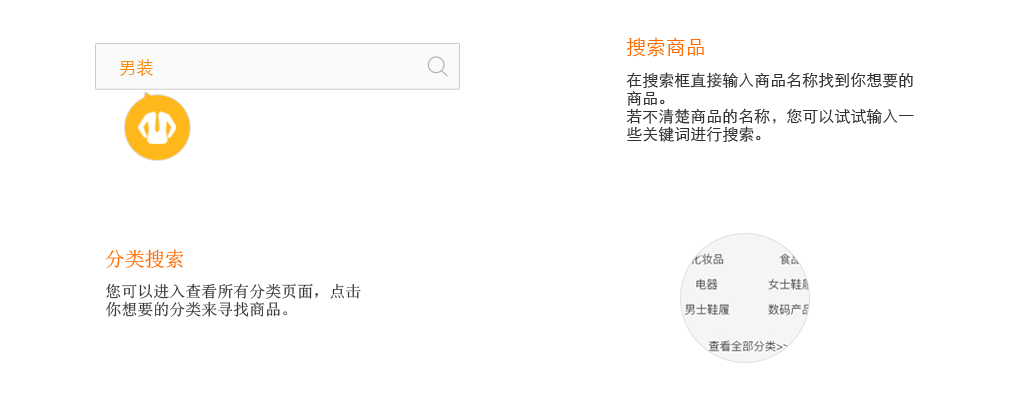 男装
搜索商品
在搜索框直接输入商品名称找到你想要的
商品。
若不清楚商品的名称，您可以试试输入一
些关键词进行搜索。
分类搜索
您可以进入查看所有分类页面，点击
你想要的分类来寻找商品。
化妆品 食品
电器 女士鞋履
男士鞋履 数码产品
查看全部分类>>